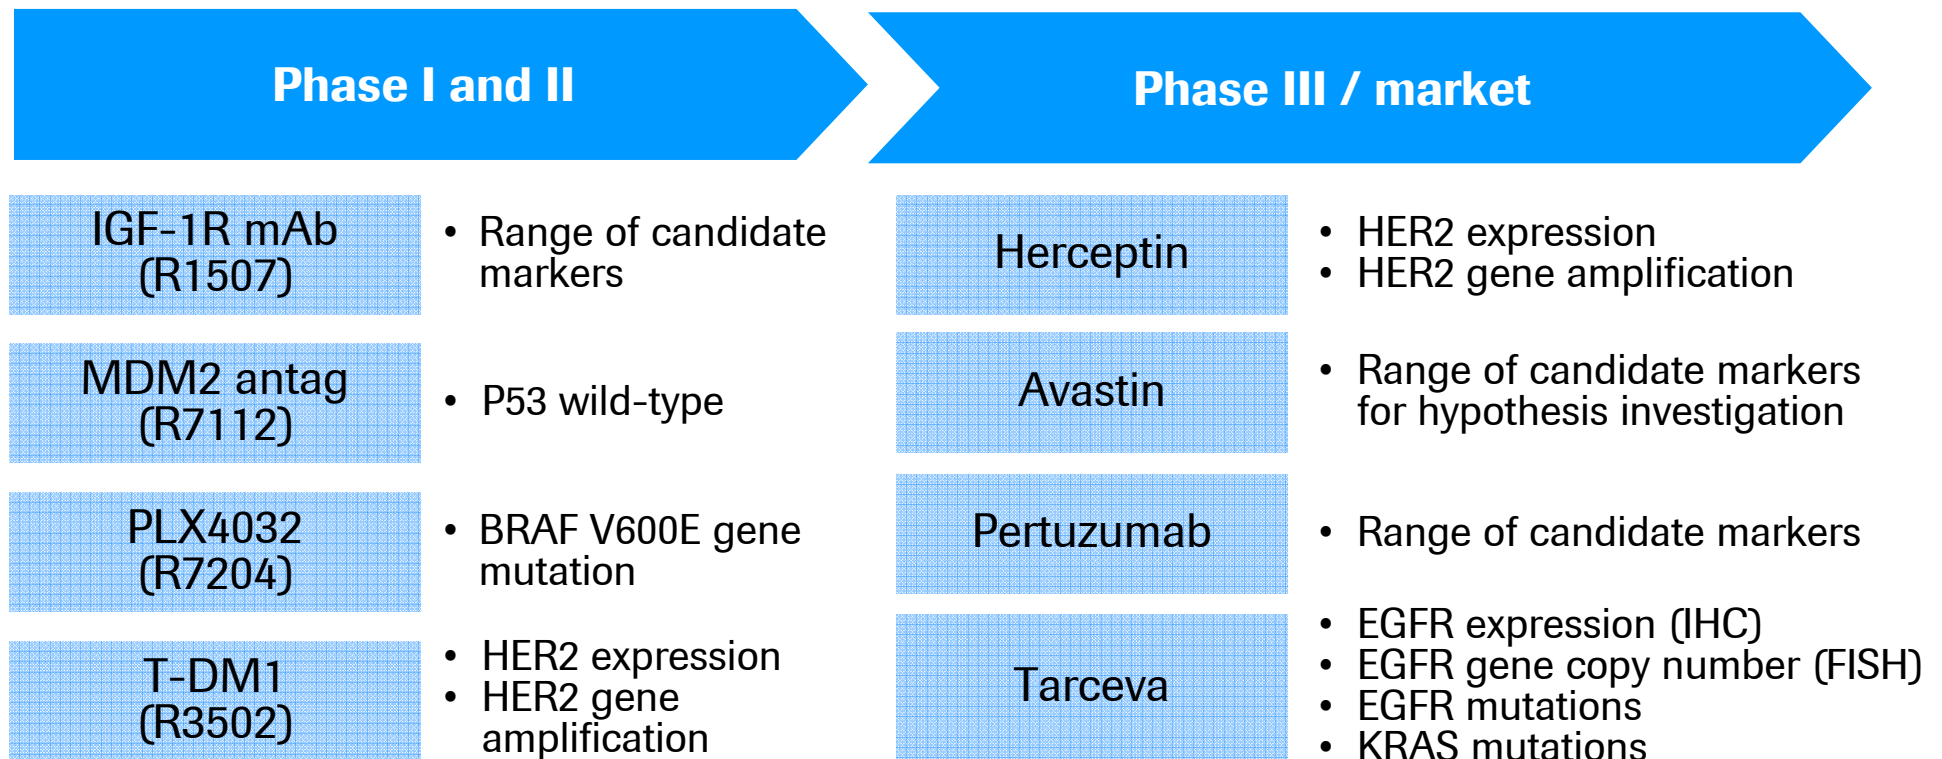 Phase I and II
Phase III / market
IGF-1R mAb
(R1507)
• Range of candidate
markers
MDM2 antag
(R7112)
• P53 wild-type
PLX4032
(R7204)
• BRAF V600E gene
mutation
T-DM1
(R3502)
• HER2 expression
• HER2 gene
amplification
Herceptin
• HER2 expression
• HER2 gene amplification
Avastin
• Range of candidate markers
for hypothesis investigation
Pertuzumab
• Range of candidate markers
Tarceva
• EGFR expression (IHC)
• EGFR gene copy number (FISH)
• EGFR mutations
• KRAS mutations